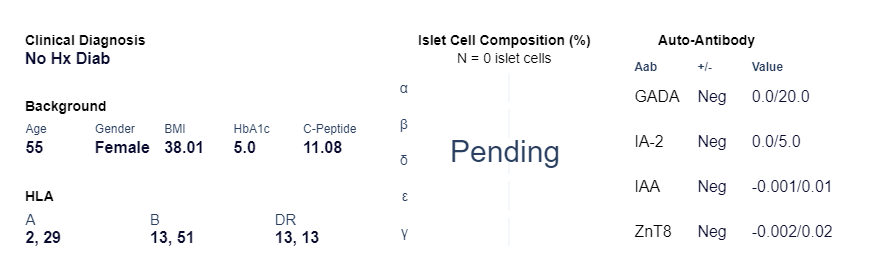 Clinical Diagnosis
No Hx Diab
Background
Age Gender BMI HbA1c C-Peptide
55 Female 38.01 5.0 11.08
HLA
A B DR
2, 29 13, 51 13, 13
Islet Cell Composition (%)
N = 0 islet cells
α
β
δ
ε
γ
Pending
Auto-Antibody
Aab +/- Value
GADA Neg 0.0/20.0
IA-2 Neg 0.0/5.0
IAA Neg -0.001/0.01
ZnT8 Neg -0.002/0.02